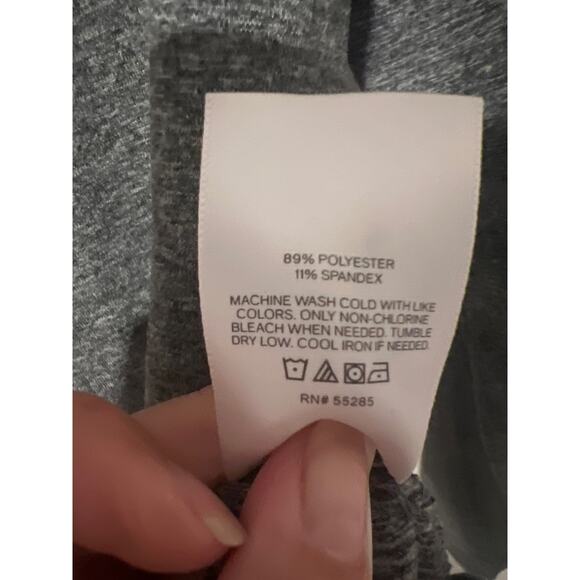 89% POLYESTER
11% SPANDEX
MACHINE WASH COLD WITH LIKE
COLORS. ONLY NON-CHLORINE
BLEACH WHEN NEEDED. TUMBLE
DRY LOW. COOL IRON IF NEEDED.
RN# 55285